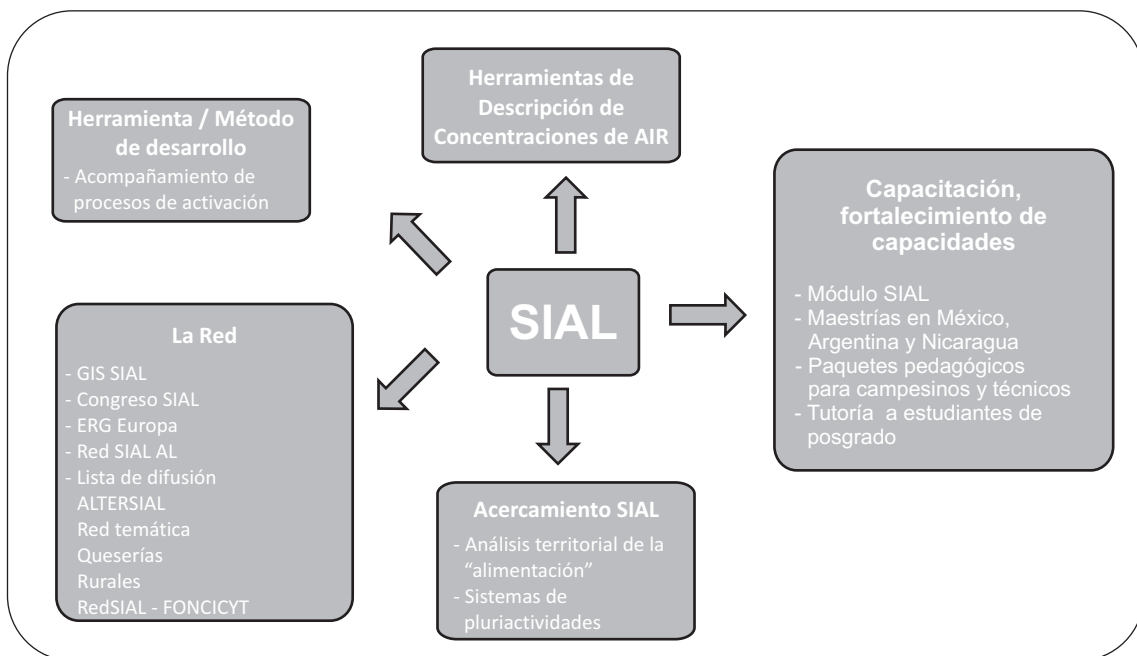 Herramienta / Método
de desarrollo
- Acompañamiento de
procesos de activación
Herramientas de
Descripción de
Concentraciones de AIR
Capacitación,
fortalecimiento de
capacidades
- Módulo SIAL
- Maestrías en México,
Argentina y Nicaragua
- Paquetes pedagógicos
para campesinos y técnicos
- Tutoría a estudiantes de
posgrado
SIAL
La Red
- GIS SIAL
- Congreso SIAL
- ERG Europa
- Red SIAL AL
- Lista de difusión
ALTERSIAL
Red temática
Queserías
Rurales
RedSIAL - FONCICYT
Acercamiento SIAL
- Análisis territorial de la
“alimentación”
- Sistemas de
pluriactividades